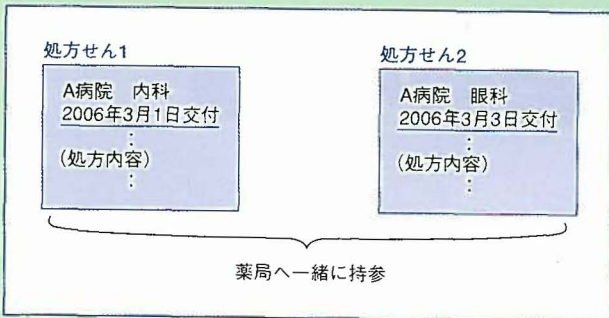 処方せん1
A病院 内科
2006年3月1日交付
⋮
(処方内容)
⋮
処方せん2
A病院 眼科
2006年3月3日交付
⋮
(処方内容)
⋮
薬局へ一緒に持参